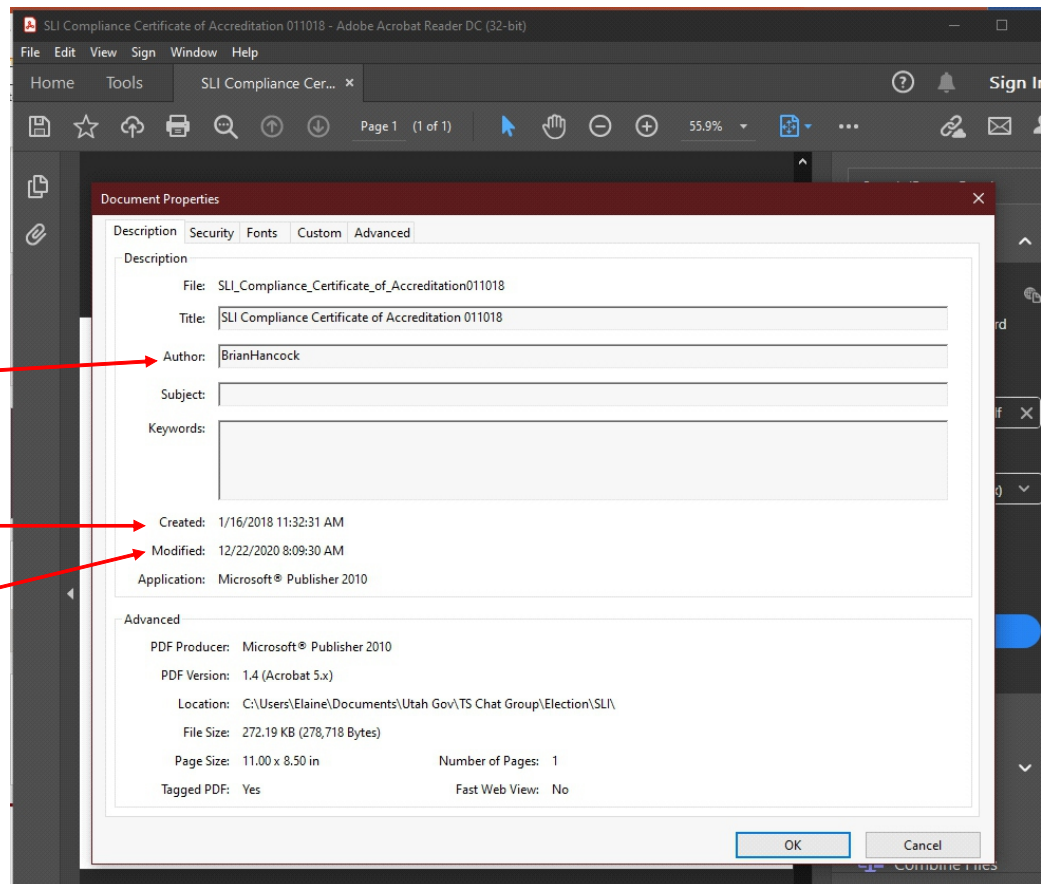 SLI Compliance Certificate of Accreditation 011018 - Adobe Acrobat Reader DC (32-bit)
File Edit View Sign Window Help
Home Tools SLI Compliance Cer... × Sign In
Page 1 (1 of 1) 55.9%
Document Properties
Description Security Fonts Custom Advanced
Description
File: SLI_Compliance_Certificate_of_Accreditation011018
Title: SLI Compliance Certificate of Accreditation 011018
Author: BrianHancock
Subject:
Keywords:
Created: 1/16/2018 11:32:31 AM
Modified: 12/22/2020 8:09:30 AM
Application: Microsoft® Publisher 2010
Advanced
PDF Producer: Microsoft® Publisher 2010
PDF Version: 1.4 (Acrobat 5.x)
Location: C:\Users\Elaine\Documents\Utah Gov\TS Chat Group\Election\SLI\
File Size: 272.19 KB (278,718 Bytes)
Page Size: 11.00 x 8.50 in Number of Pages: 1
Tagged PDF: Yes Fast Web View: No
OK Cancel
Combine Files